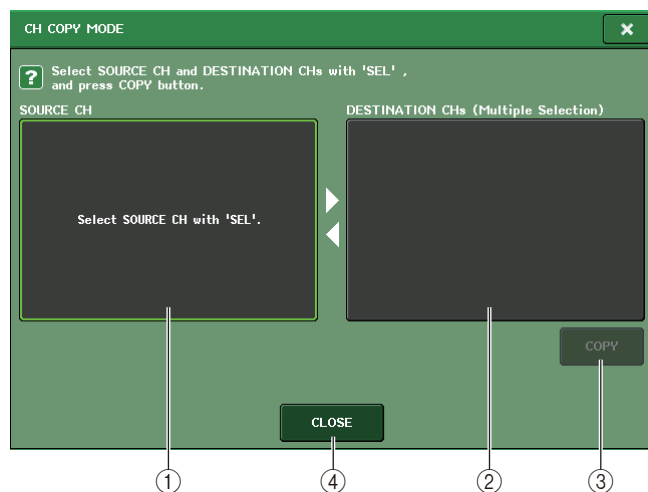 CH COPY MODE
×
? Select SOURCE CH and DESTINATION CHs with 'SEL' ,
and press COPY button.
SOURCE CH
DESTINATION CHs (Multiple Selection)
Select SOURCE CH with 'SEL'.
COPY
CLOSE
① ④ ② ③